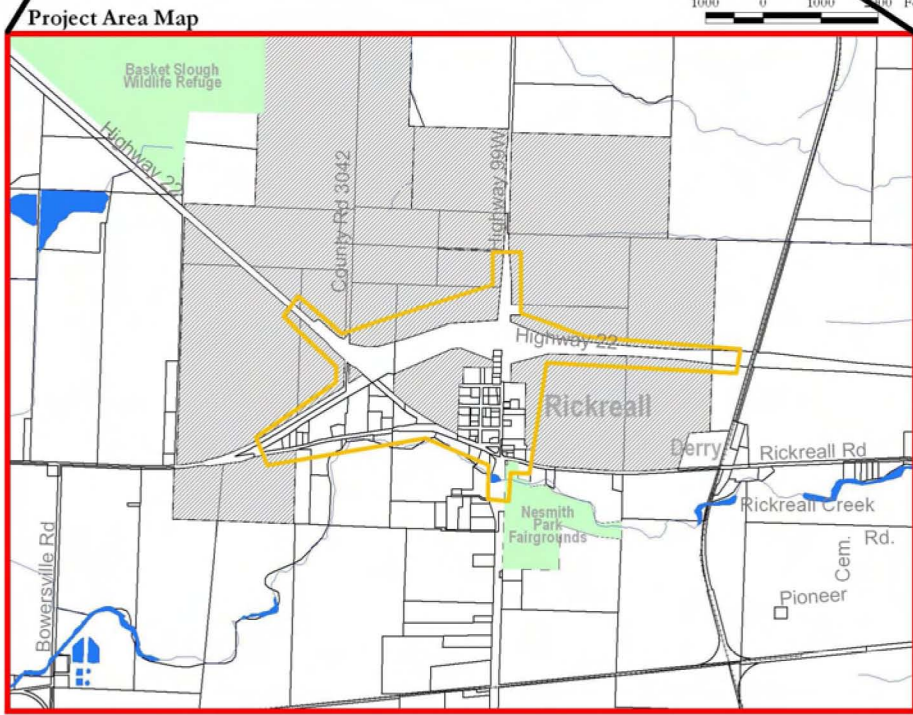 Project Area Map
1000 0 1000 2000
Basket Slough
Wildlife Refuge
Highway 22
County Rd 3042
Highway 99W
Highway 22
Rickreall
Derry
Rickreall Rd
Rickreall Creek
Nesmith
Park
Fairgrounds
Bowersville Rd
Pioneer
Cem.
Rd.